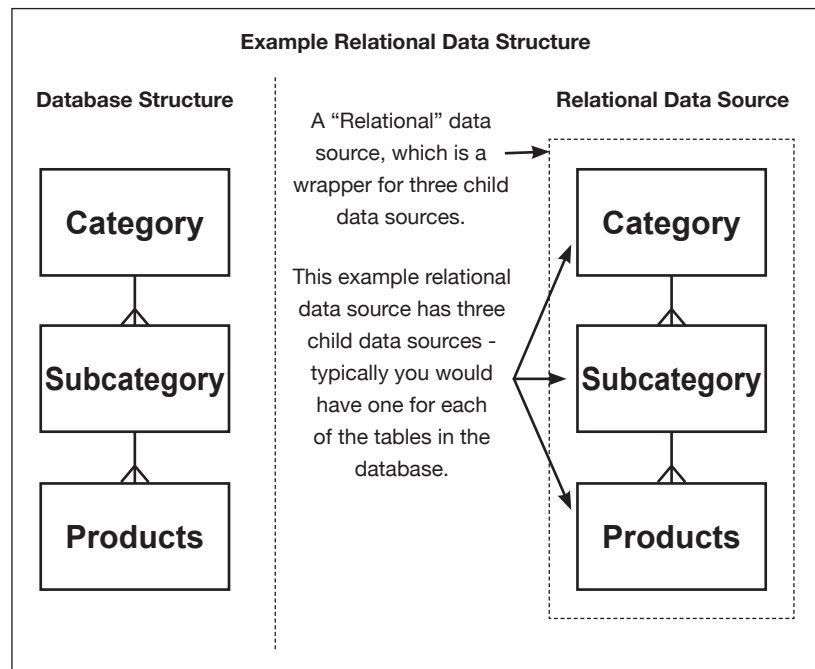 Example Relational Data Structure
Database Structure
Category
Subcategory
Products
A “Relational” data
source, which is a
wrapper for three child
data sources.
This example relational
data source has three
child data sources -
typically you would
have one for each
of the tables in the
database.
Relational Data Source
Category
Subcategory
Products